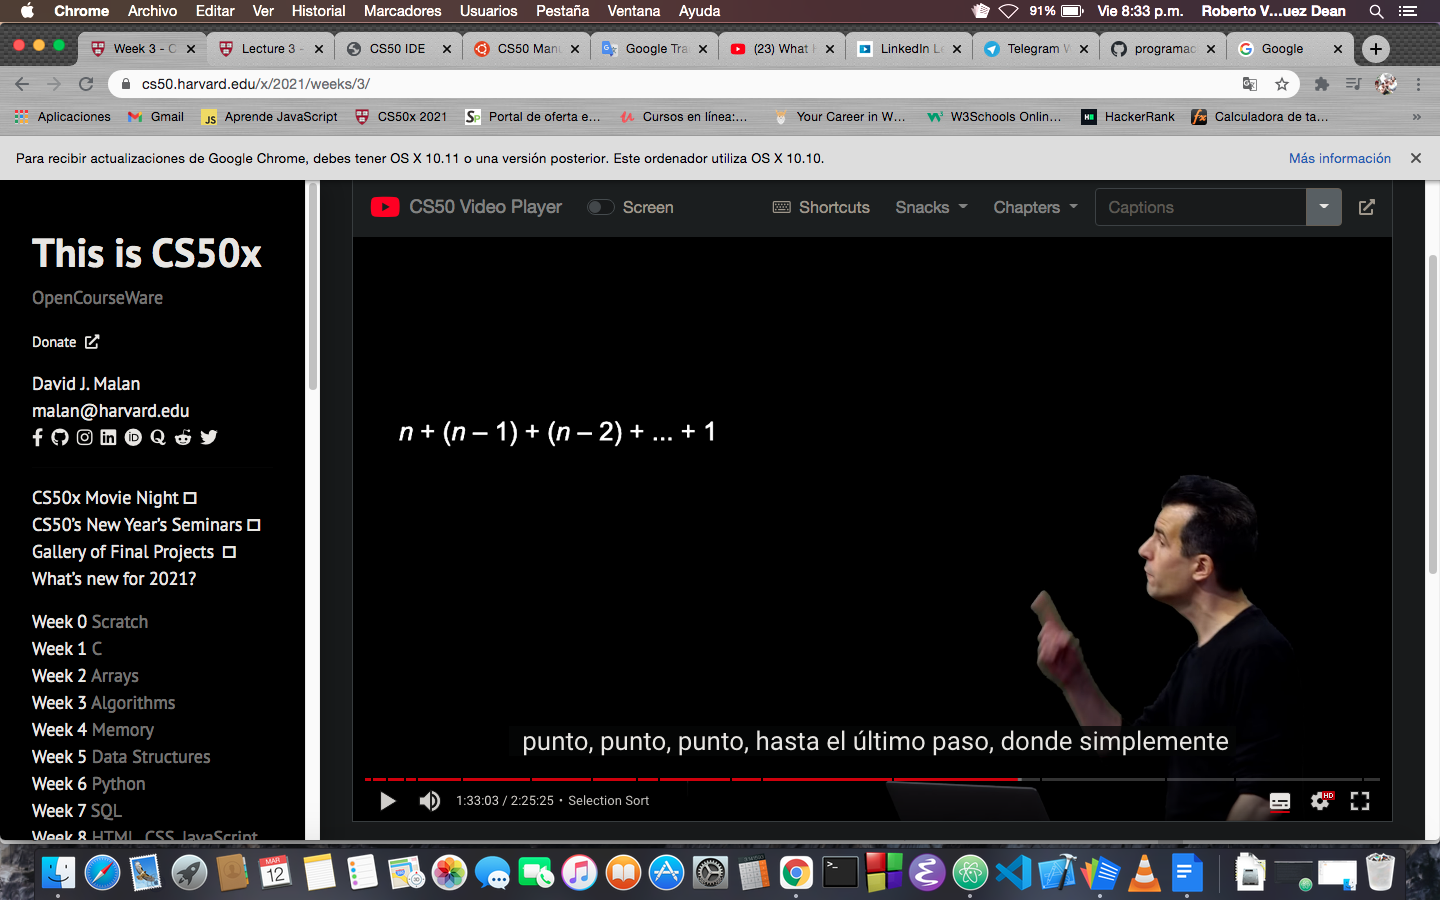 Chrome Archivo Editar Ver Historial Marcadores Usuarios Pestaña Ventana Ayuda 91% Vie 8:33 p.m. Roberto V...uez Dean
Week 3 - C Lecture 3 - CS50 IDE CS50 Manu Google Tra (23) What LinkedIn Le Telegram W programac Google
cs50.harvard.edu/x/2021/weeks/3/
Aplicaciones Gmail Aprende JavaScript CS50x 2021 Portal de oferta e... Cursos en línea:... Your Career in W... W3Schools Onlin... HackerRank Calculadora de ta... »
Para recibir actualizaciones de Google Chrome, debes tener OS X 10.11 o una versión posterior. Este ordenador utiliza OS X 10.10. Más información
CS50 Video Player Screen Shortcuts Snacks Chapters Captions
This is CS50x
OpenCourseWare
Donate
David J. Malan
malan@harvard.edu
CS50x Movie Night
CS50's New Year's Seminars
Gallery of Final Projects
What's new for 2021?
Week 0 Scratch
Week 1 C
Week 2 Arrays
Week 3 Algorithms
Week 4 Memory
Week 5 Data Structures
Week 6 Python
Week 7 SQL
Week 8 HTML, CSS, JavaScript
n + (n – 1) + (n – 2) + ... + 1
punto, punto, punto, hasta el último paso, donde simplemente
1:33:03 / 2:25:25 • Selection Sort
HD
MAR
12